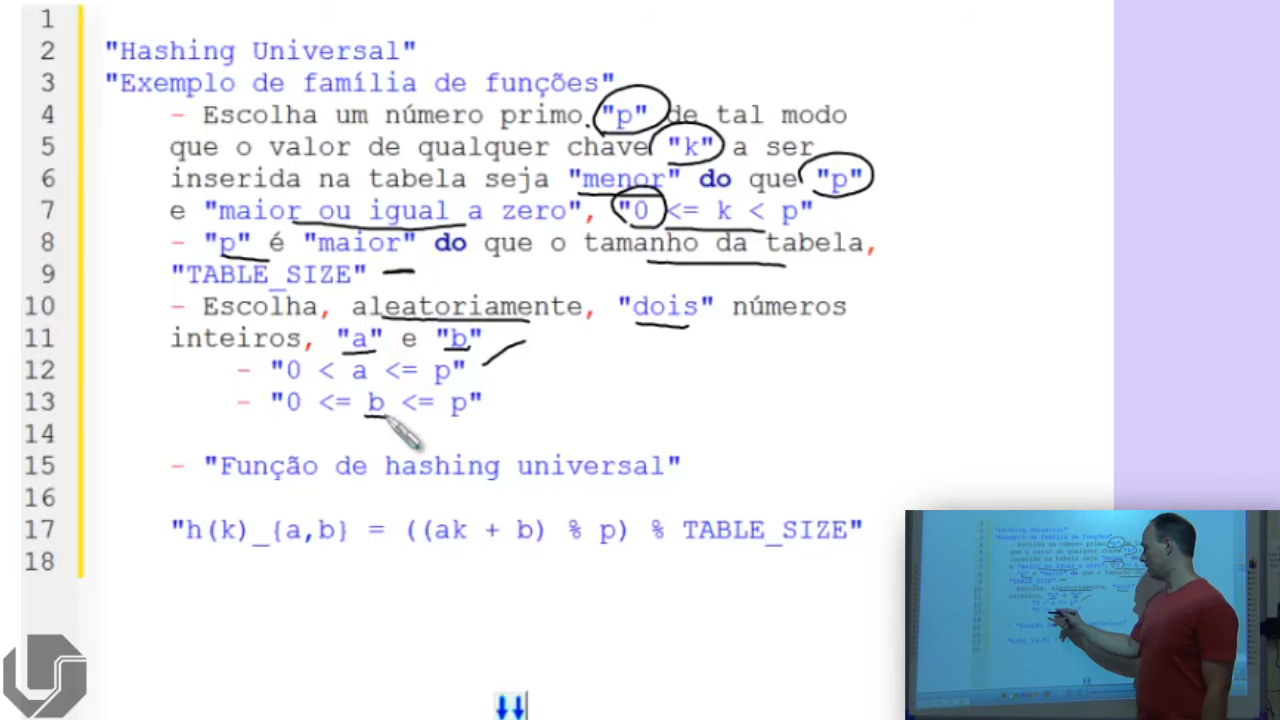 1
2 "Hashing Universal"
3 "Exemplo de família de funções"
4 - Escolha um número primo "p" de tal modo
5 que o valor de qualquer chave "k" a ser
6 inserida na tabela seja "menor" do que "p"
7 e "maior ou igual a zero", "0 <= k < p"
8 - "p" é "maior" do que o tamanho da tabela,
9 "TABLE_SIZE"
10 - Escolha, aleatoriamente, "dois" números
11 inteiros, "a" e "b"
12 - "0 < a <= p"
13 - "0 <= b <= p"
14
15 - "Função de hashing universal"
16
17 "h(k)_{a,b} = ((ak + b) % p) % TABLE_SIZE"
18